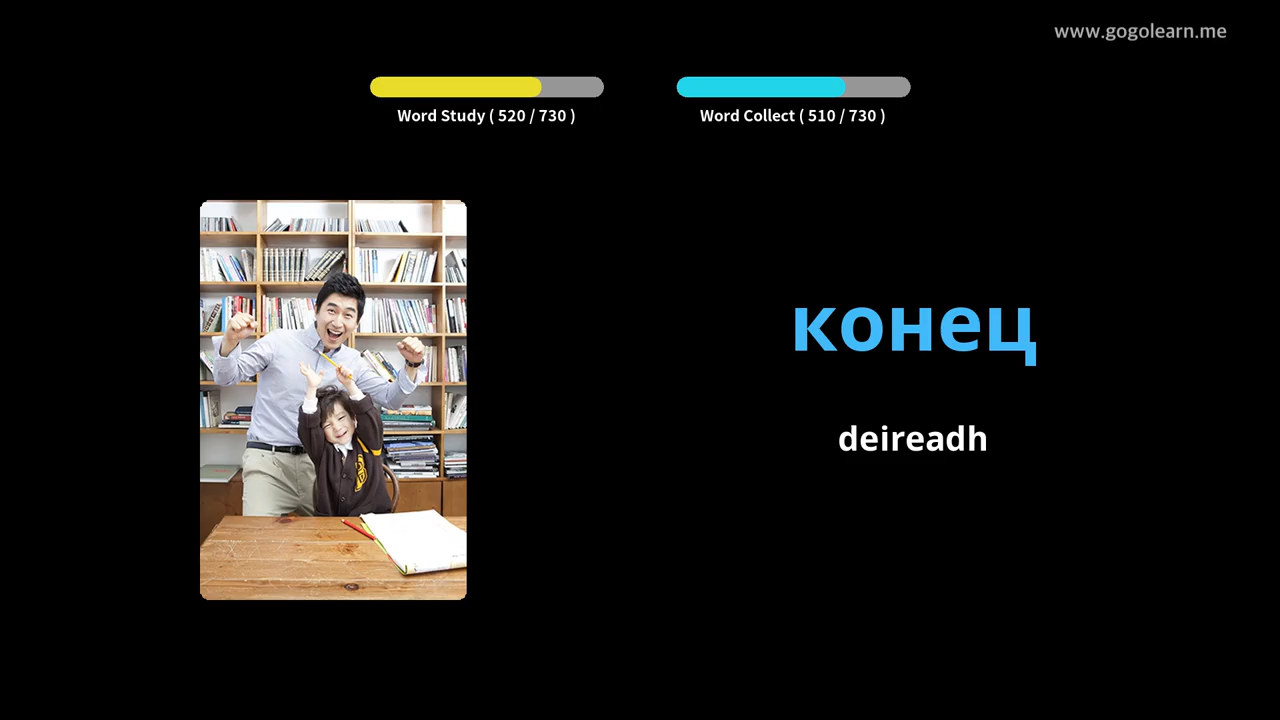 www.gogolearn.me
Word Study ( 520 / 730 )
Word Collect ( 510 / 730 )
конец
deireadh